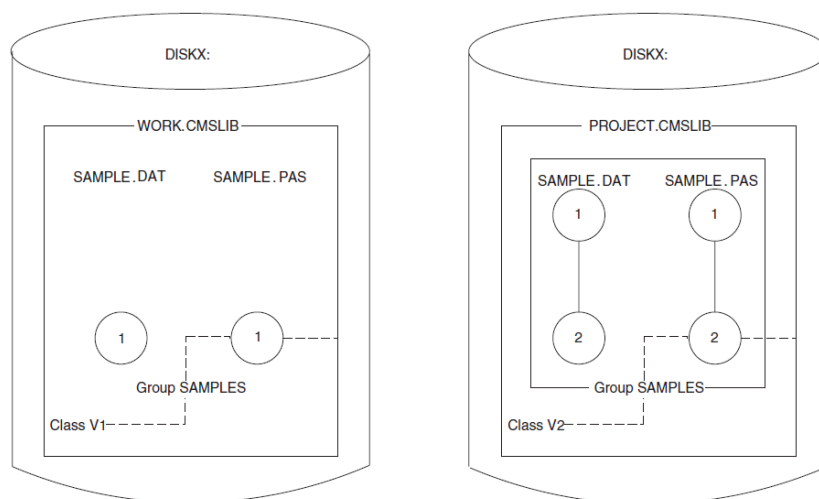 DISKX:
WORK.CMSLIB
SAMPLE.DAT SAMPLE.PAS
1 1
Group SAMPLES
Class V1
DISKX:
PROJECT.CMSLIB
SAMPLE.DAT SAMPLE.PAS
1 1
2 2
Group SAMPLES
Class V2